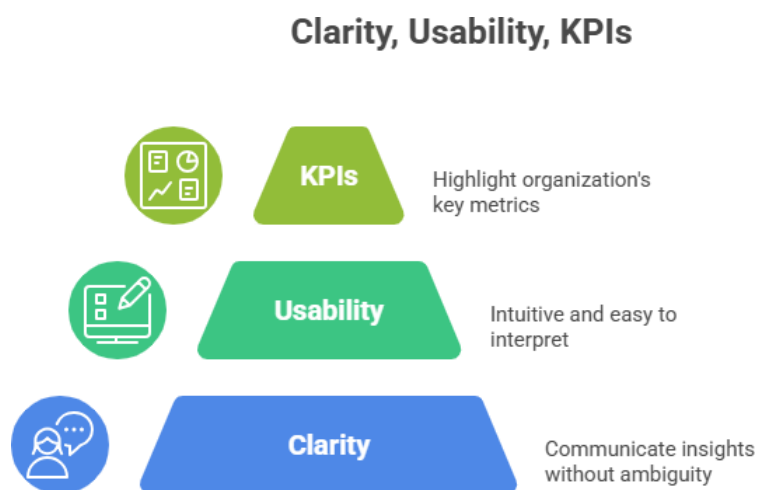 Clarity, Usability, KPIs
KPIs
Highlight organization's
key metrics
Usability
Intuitive and easy to
interpret
Clarity
Communicate insights
without ambiguity